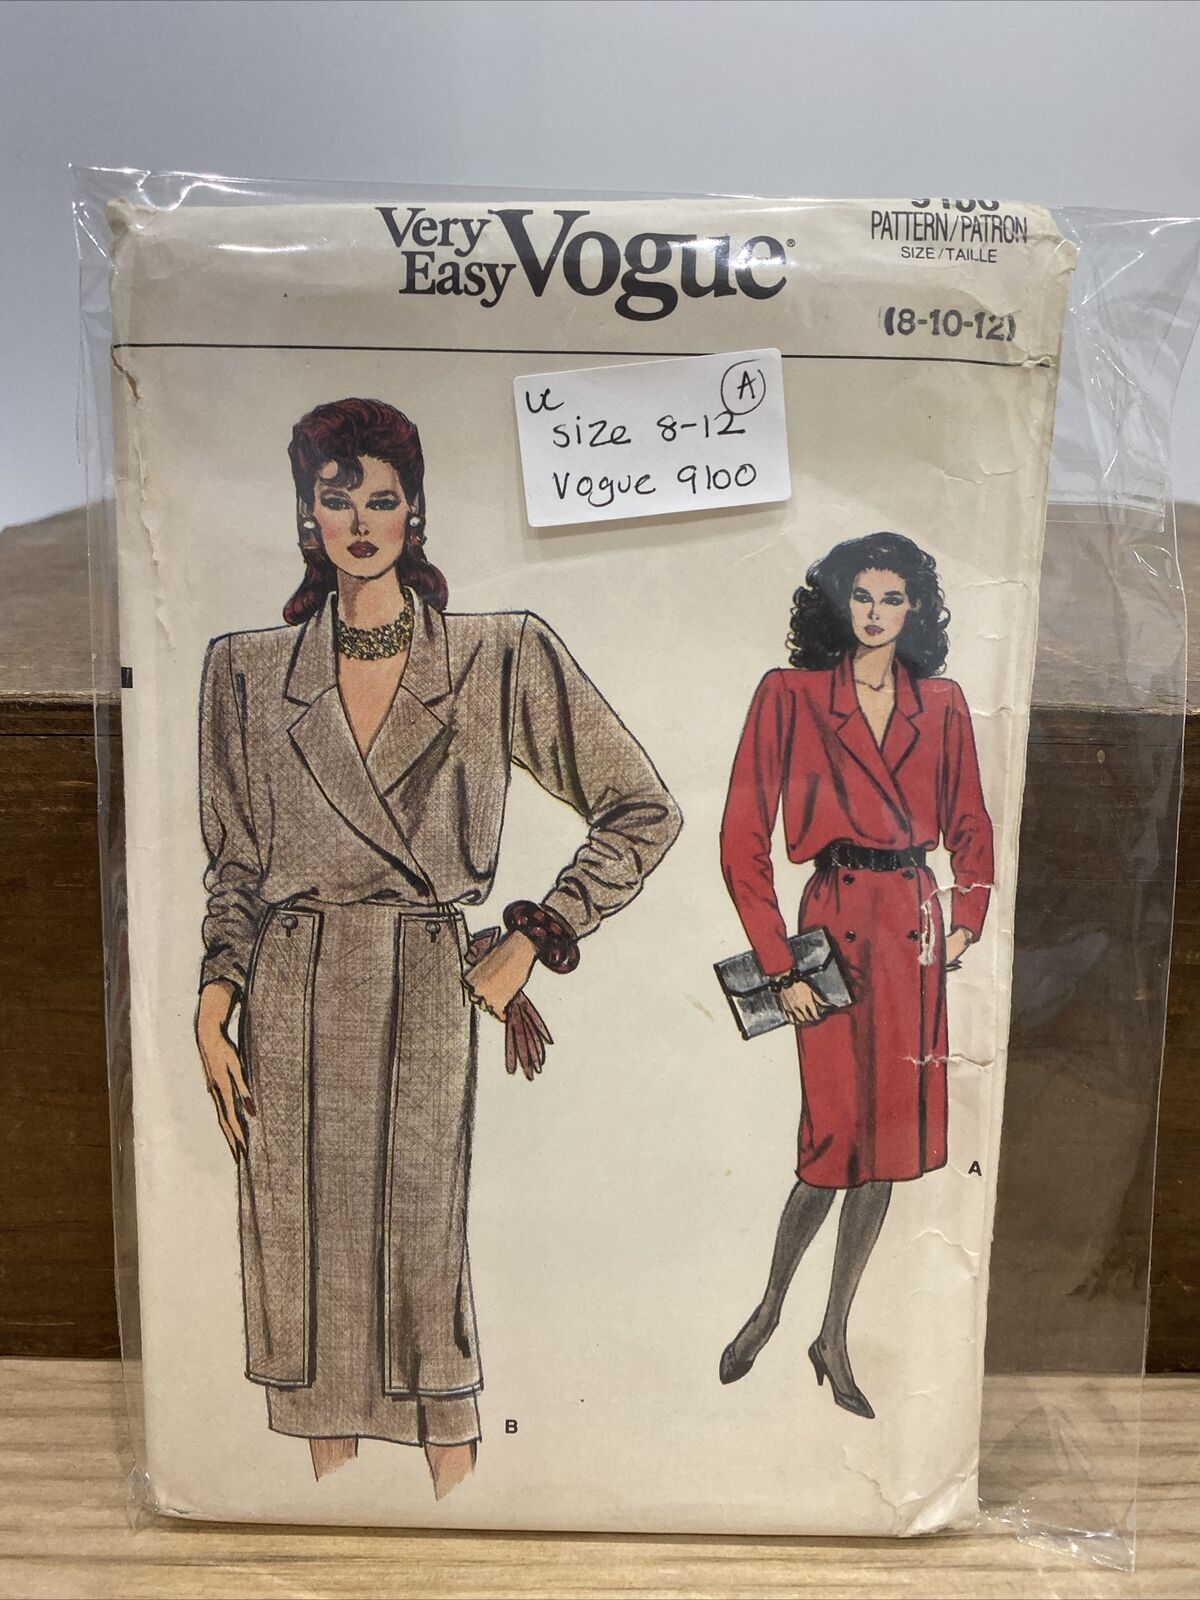 Very Easy Vogue®
PATTERN/PATRON
SIZE/TAILLE
(8-10-12)
uc A
size 8-12
Vogue 9100
A
B